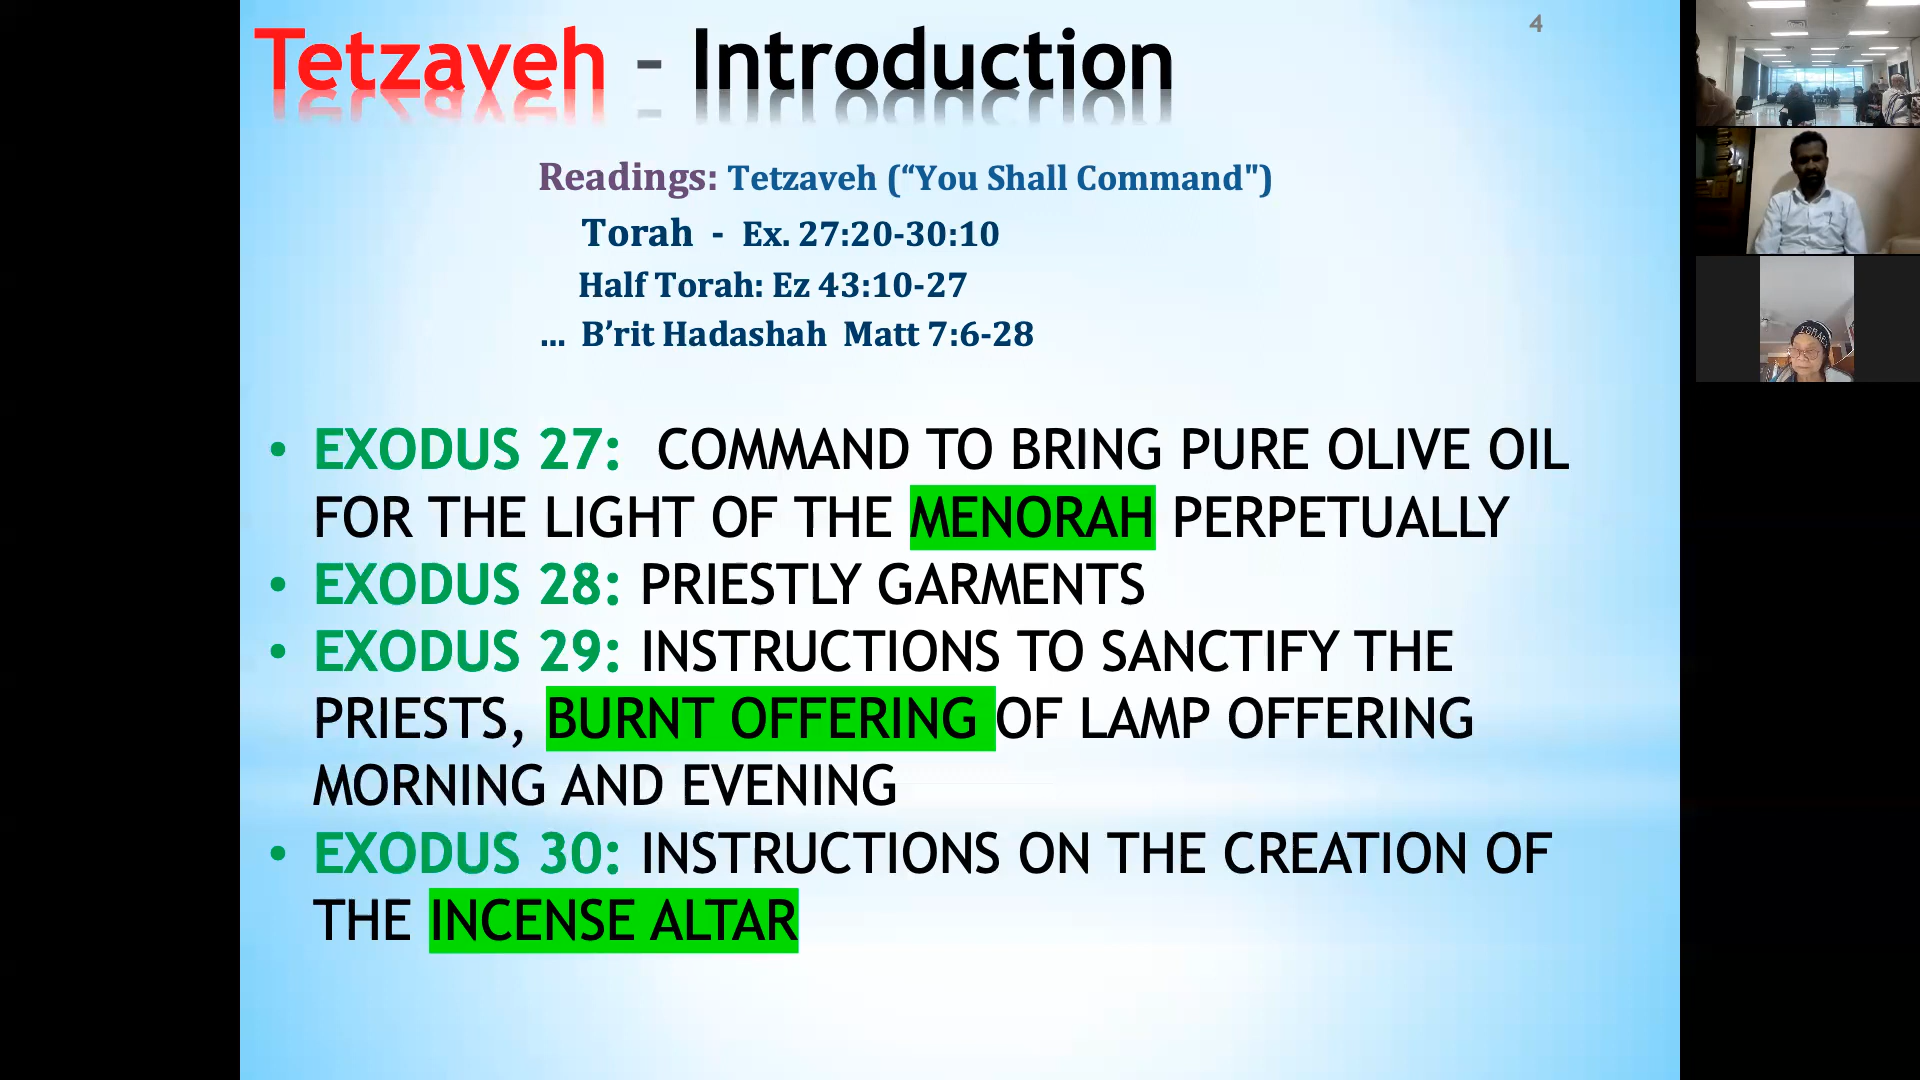 4
Tetzaveh – Introduction
Readings: Tetzaveh (“You Shall Command")
Torah - Ex. 27:20-30:10
Half Torah: Ez 43:10-27
... B’rit Hadashah Matt 7:6-28
• EXODUS 27: COMMAND TO BRING PURE OLIVE OIL
FOR THE LIGHT OF THE MENORAH PERPETUALLY
• EXODUS 28: PRIESTLY GARMENTS
• EXODUS 29: INSTRUCTIONS TO SANCTIFY THE
PRIESTS, BURNT OFFERING OF LAMP OFFERING
MORNING AND EVENING
• EXODUS 30: INSTRUCTIONS ON THE CREATION OF
THE INCENSE ALTAR
ISRAEL